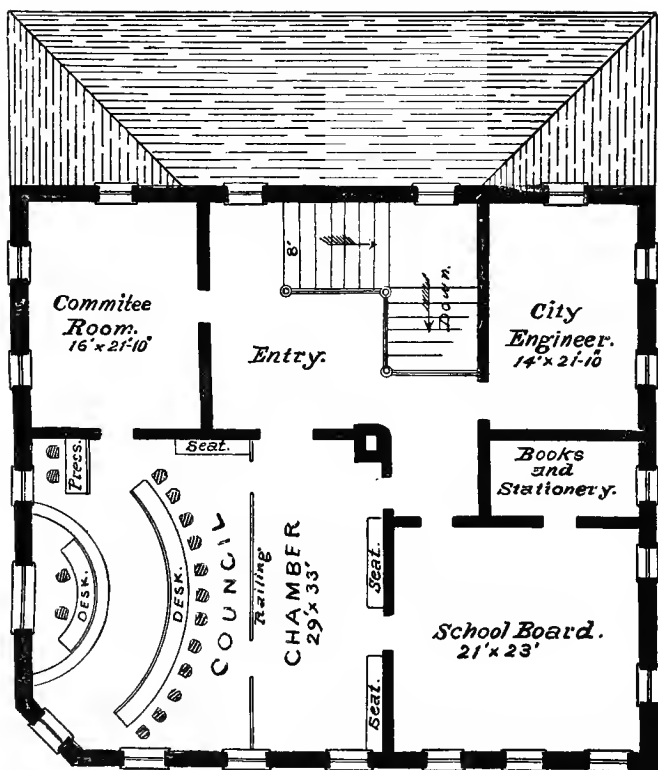 8'
Down.
Commitee
Room.
16' x 21'-10"
Entry.
City
Engineer.
14' x 21'-10"
Press.
Seat.
Books
and
Stationery.
DESK.
DESK.
COUNCIL
Railing
CHAMBER
29' x 33'
Seat.
School Board.
21' x 23'
Seat.